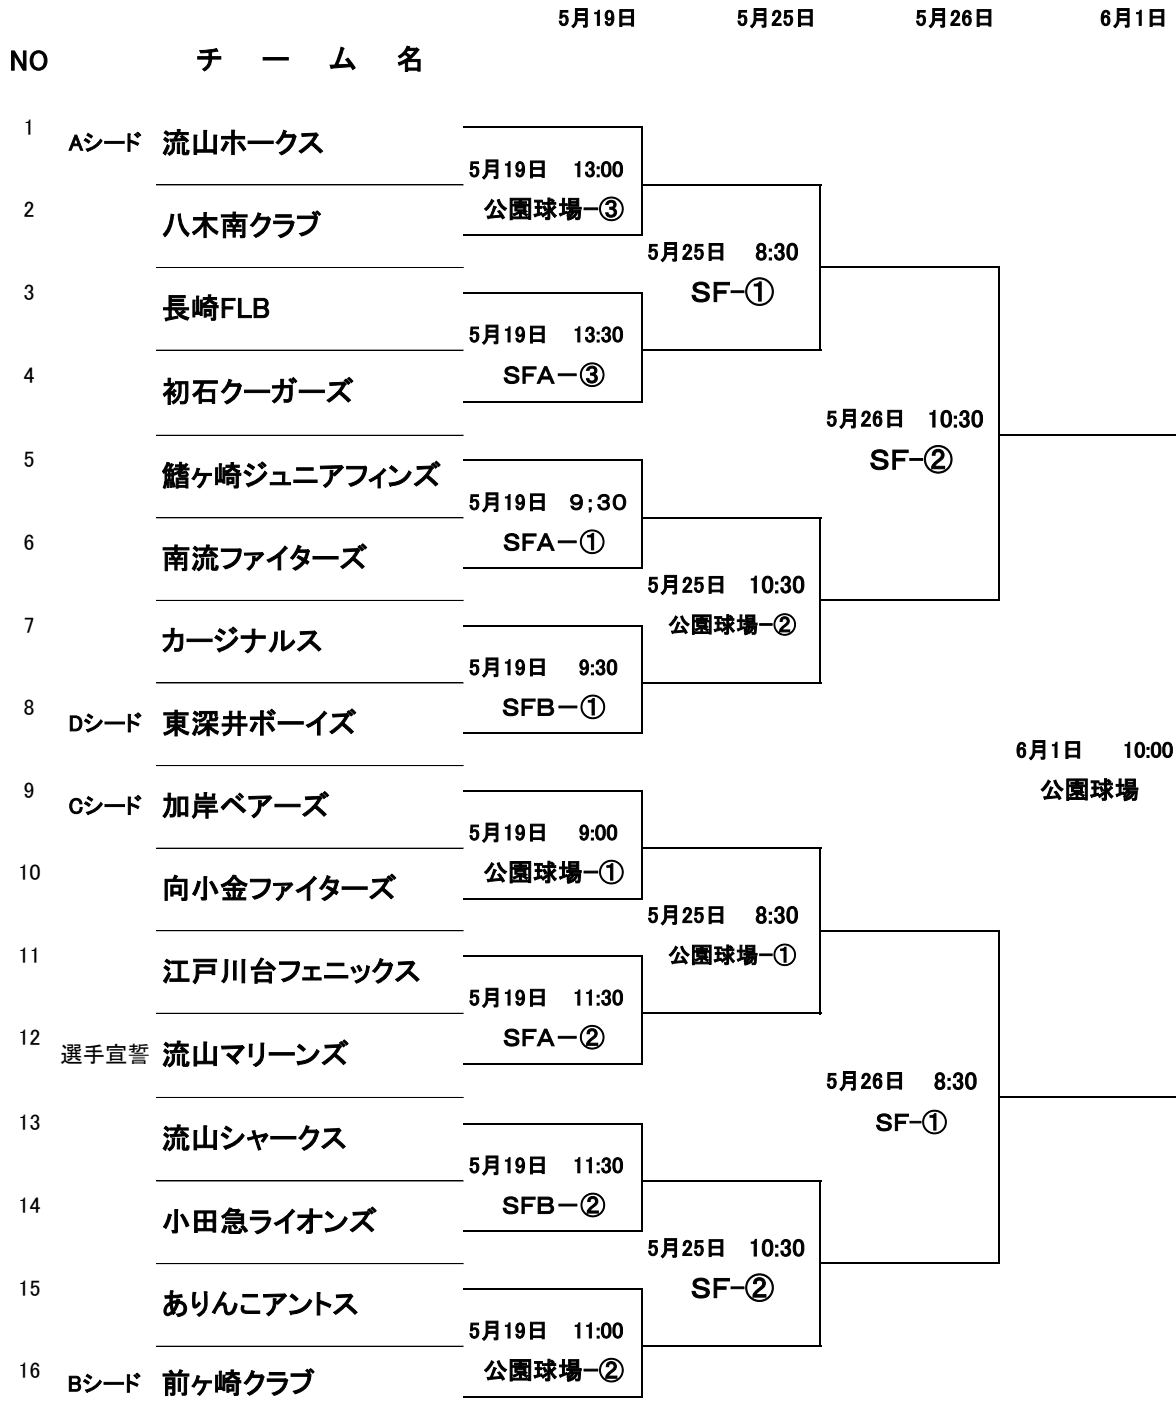 5月19日 5月25日 5月26日 6月1日
NO チーム名
1 Aシード 流山ホークス
5月19日 13:00
公園球場-③
2 八木南クラブ
5月25日 8:30
SF-①
3 長崎FLB
5月19日 13:30
SFA-③
4 初石クーガーズ
5月26日 10:30
SF-②
5 鰭ヶ崎ジュニアフィンズ
5月19日 9;30
SFA-①
6 南流ファイターズ
5月25日 10:30
公園球場-②
7 カージナルス
5月19日 9:30
SFB-①
8 Dシード 東深井ボーイズ
6月1日 10:00
公園球場
9 Cシード 加岸ベアーズ
5月19日 9:00
公園球場-①
10 向小金ファイターズ
5月25日 8:30
公園球場-①
11 江戸川台フェニックス
5月19日 11:30
SFA-②
12 選手宣誓 流山マリーンズ
5月26日 8:30
SF-①
13 流山シャークス
5月19日 11:30
SFB-②
14 小田急ライオンズ
5月25日 10:30
SF-②
15 ありんこアントス
5月19日 11:00
公園球場-②
16 Bシード 前ヶ崎クラブ